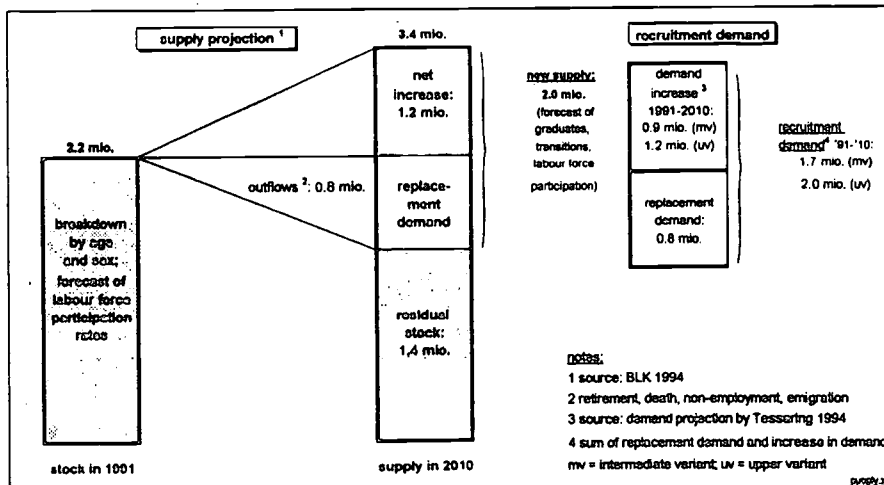 supply projection 1
3.4 mio.
recruitment demand
net
increase:
1.2 mio.
new supply:
2.0 mio.
(forecast of
graduates,
transitions,
labour force
participation)
demand
increase 3
1991-2010:
0.9 mio. (mv)
1.2 mio. (uv)
recruitment
demand4 '91-'10:
1.7 mio. (mv)
2.0 mio. (uv)
2.2 mio.
outflows 2: 0.8 mio.
replace-
ment
demand
replacement
demand:
0.8 mio.
breakdown
by age
and sex;
forecast of
labour force
participation
rates
residual
stock:
1,4 mio.
notes:
1 source: BLK 1994
2 retirement, death, non-employment, emigration
3 source: demand projection by Tessaring 1994
4 sum of replacement demand and increase in demand
mv = intermediate variant; uv = upper variant
stock in 1991
supply in 2010